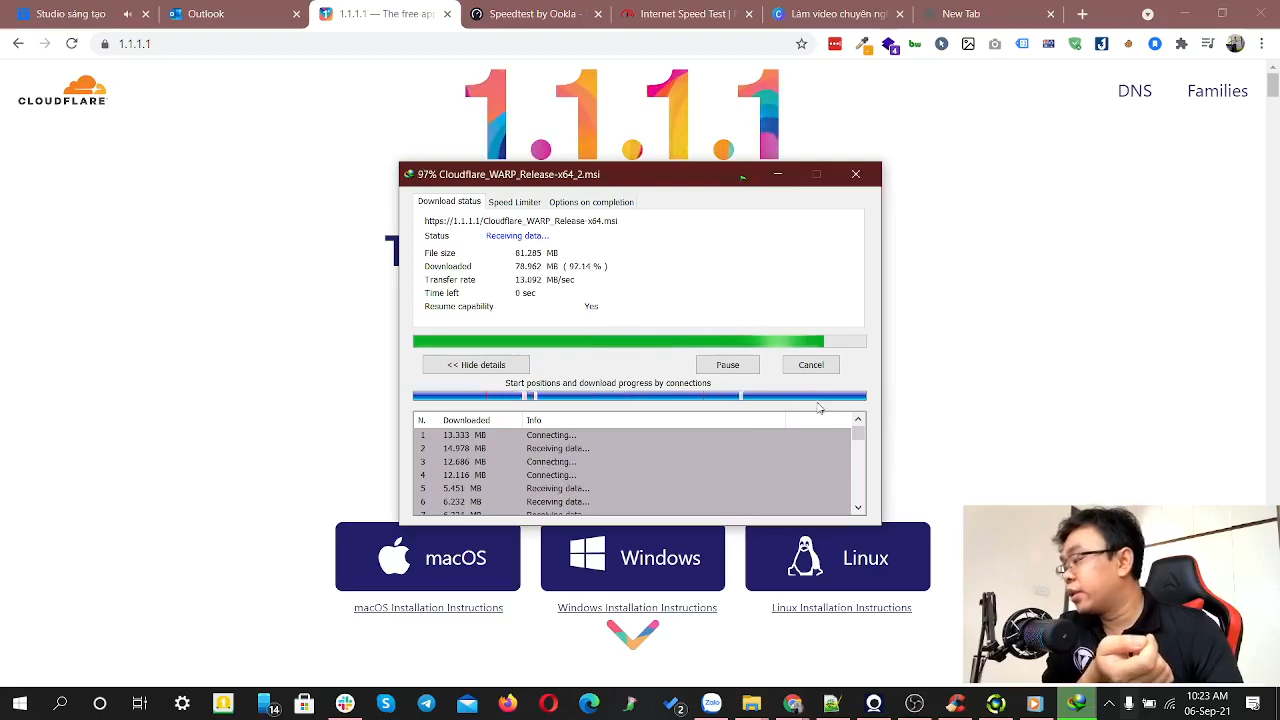 Studio sáng tạo
Outlook
1.1.1.1 — The free app
Speedtest by Ookla -
Internet Speed Test |
Làm video chuyên ngh
New Tab
1.1.1.1
CLOUDFLARE
1.1.1.1
DNS
Families
97% Cloudflare_WARP_Release-x64_2.msi
Download status
Speed Limiter
Options on completion
https://1.1.1.1/Cloudflare_WARP_Release-x64.msi
Status Receiving data...
File size 81.285 MB
Downloaded 78.962 MB ( 97.14 % )
Transfer rate 13.092 MB/sec
Time left 0 sec
Resume capability Yes
<< Hide details
Pause
Cancel
Start positions and download progress by connections
N. Downloaded Info
1 13.333 MB Connecting...
2 14.978 MB Receiving data...
3 12.686 MB Connecting...
4 12.116 MB Connecting...
5 5.451 MB Receiving data...
6 6.232 MB Receiving data...
macOS
Windows
Linux
macOS Installation Instructions
Windows Installation Instructions
Linux Installation Instructions
14
2
Zalo
10:23 AM
06-Sep-21